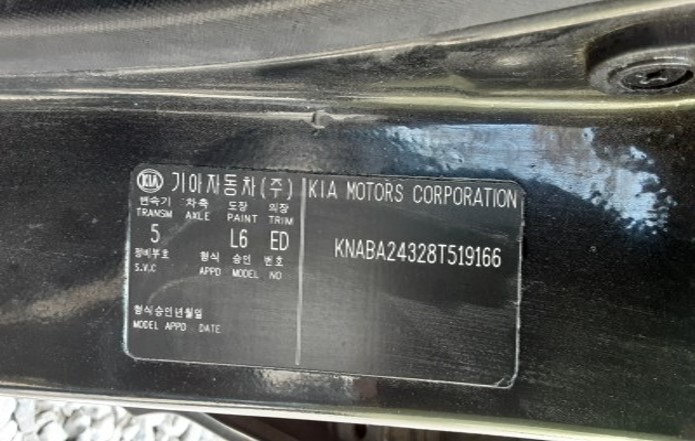 KIA 기아자동차(주) KIA MOTORS CORPORATION
변속기 차축 도장 의장
TRANSM AXLE PAINT TRIM
5 L6 ED
KNABA24328T519166
정비부호 형식 승인 번호
S.V.C APPD MODEL NO
형식승인년월일
MODEL APPD DATE